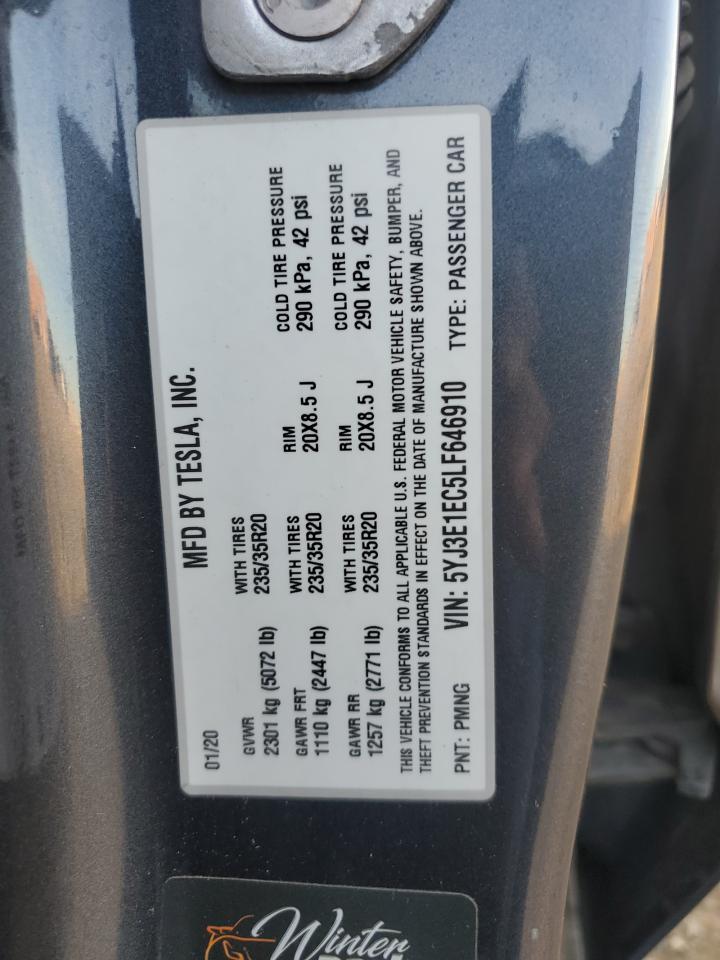 01/20 MFD BY TESLA, INC.
GVWR WITH TIRES
2301 kg (5072 lb) 235/35R20
GAWR FRT WITH TIRES RIM COLD TIRE PRESSURE
1110 kg (2447 lb) 235/35R20 20X8.5 J 290 kPa, 42 psi
GAWR RR WITH TIRES RIM COLD TIRE PRESSURE
1257 kg (2771 lb) 235/35R20 20X8.5 J 290 kPa, 42 psi
THIS VEHICLE CONFORMS TO ALL APPLICABLE U.S. FEDERAL MOTOR VEHICLE SAFETY, BUMPER, AND
THEFT PREVENTION STANDARDS IN EFFECT ON THE DATE OF MANUFACTURE SHOWN ABOVE.
PNT: PMNG VIN: 5YJ3E1EC5LF646910 TYPE: PASSENGER CAR
Winter